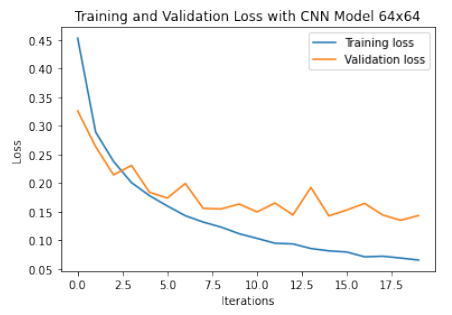 Training and Validation Loss with CNN Model 64x64
Training loss
Validation loss
Loss
0.45
0.40
0.35
0.30
0.25
0.20
0.15
0.10
0.05
0.0 2.5 5.0 7.5 10.0 12.5 15.0 17.5
Iterations